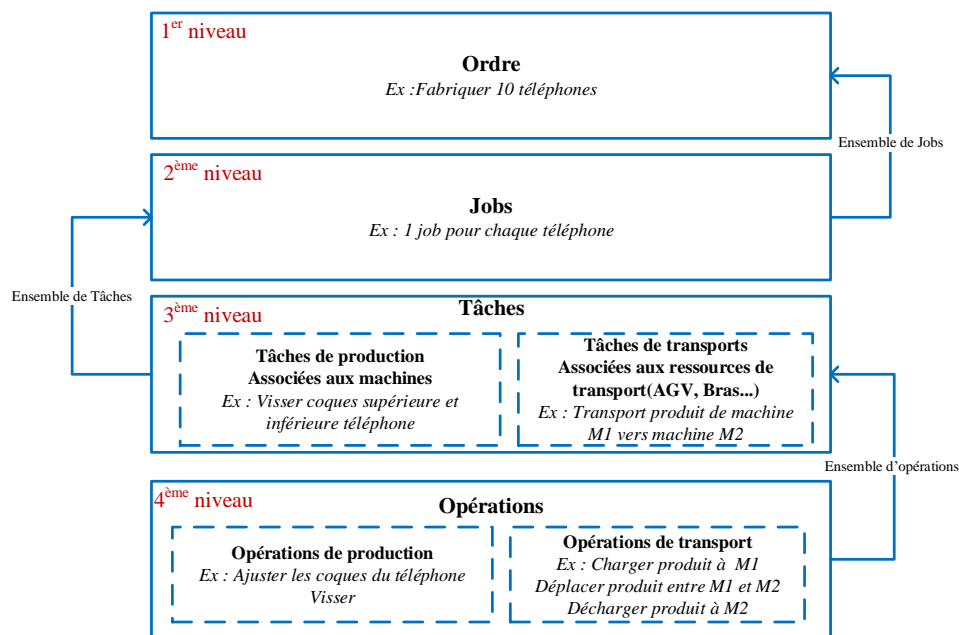 1er niveau
Ordre
Ex :Fabriquer 10 téléphones
Ensemble de Jobs
2ème niveau
Jobs
Ex : 1 job pour chaque téléphone
Ensemble de Tâches
3ème niveau
Tâches
Tâches de production
Associées aux machines
Ex : Visser coques supérieure et
inférieure téléphone
Tâches de transports
Associées aux ressources de
transport(AGV, Bras...)
Ex : Transport produit de machine
M1 vers machine M2
Ensemble d’opérations
4ème niveau
Opérations
Opérations de production
Ex : Ajuster les coques du téléphone
Visser
Opérations de transport
Ex : Charger produit à M1
Déplacer produit entre M1 et M2
Décharger produit à M2